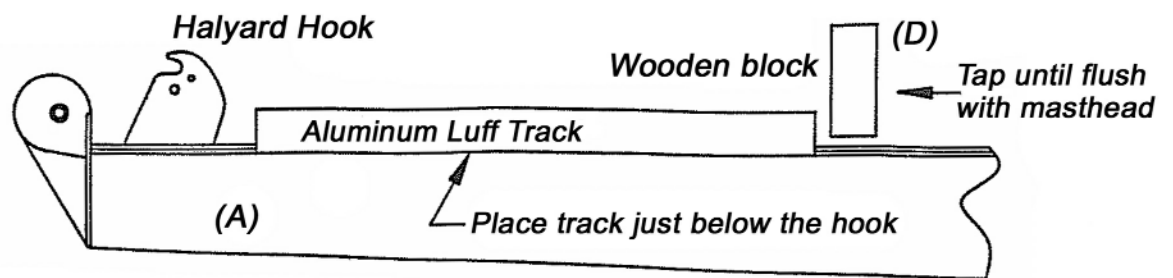 Halyard Hook
(D)
Wooden block
Tap until flush
with masthead
Aluminum Luff Track
(A)
Place track just below the hook